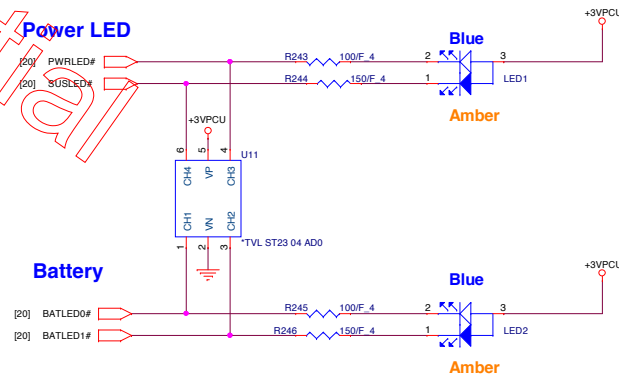 +3VPCU
Power LED
Blue
[20] PWRLED# R243 100/F_4 2 3
[20] SUSLED# R244 150/F_4 1 LED1
Amber
+3VPCU
6 5 4 U11
CH4 VP CH3
CH1 VN CH2
1 2 3 *TVL ST23 04 AD0
Battery
+3VPCU
Blue
[20] BATLED0# R245 100/F_4 2 3
[20] BATLED1# R246 150/F_4 1 LED2
Amber